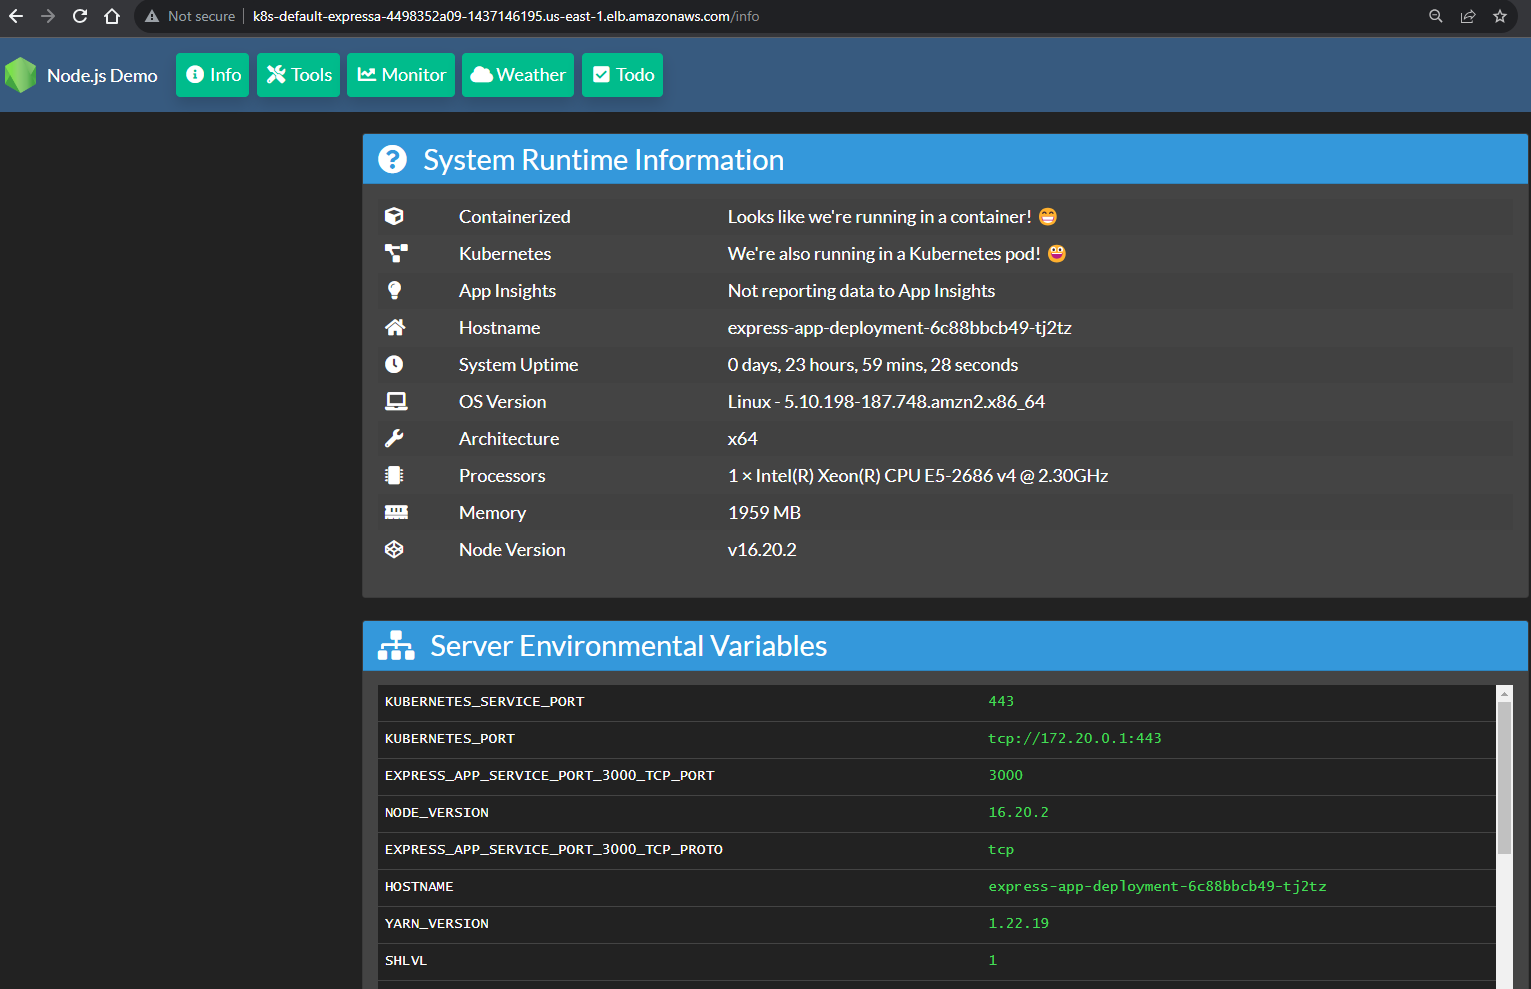 Not secure k8s-default-expressa-4498352a09-1437146195.us-east-1.elb.amazonaws.com/info
Node.js Demo Info Tools Monitor Weather Todo
System Runtime Information
Containerized Looks like we're running in a container! 😁
Kubernetes We're also running in a Kubernetes pod! 😃
App Insights Not reporting data to App Insights
Hostname express-app-deployment-6c88bbcb49-tj2tz
System Uptime 0 days, 23 hours, 59 mins, 28 seconds
OS Version Linux - 5.10.198-187.748.amzn2.x86_64
Architecture x64
Processors 1 × Intel(R) Xeon(R) CPU E5-2686 v4 @ 2.30GHz
Memory 1959 MB
Node Version v16.20.2
Server Environmental Variables
KUBERNETES_SERVICE_PORT 443
KUBERNETES_PORT tcp://172.20.0.1:443
EXPRESS_APP_SERVICE_PORT_3000_TCP_PORT 3000
NODE_VERSION 16.20.2
EXPRESS_APP_SERVICE_PORT_3000_TCP_PROTO tcp
HOSTNAME express-app-deployment-6c88bbcb49-tj2tz
YARN_VERSION 1.22.19
SHLVL 1